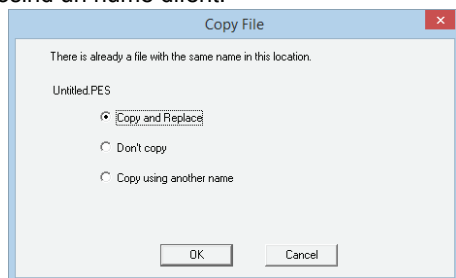 Copy File
There is already a file with the same name in this location.
Untitled.PES
Copy and Replace
Don't copy
Copy using another name
OK Cancel